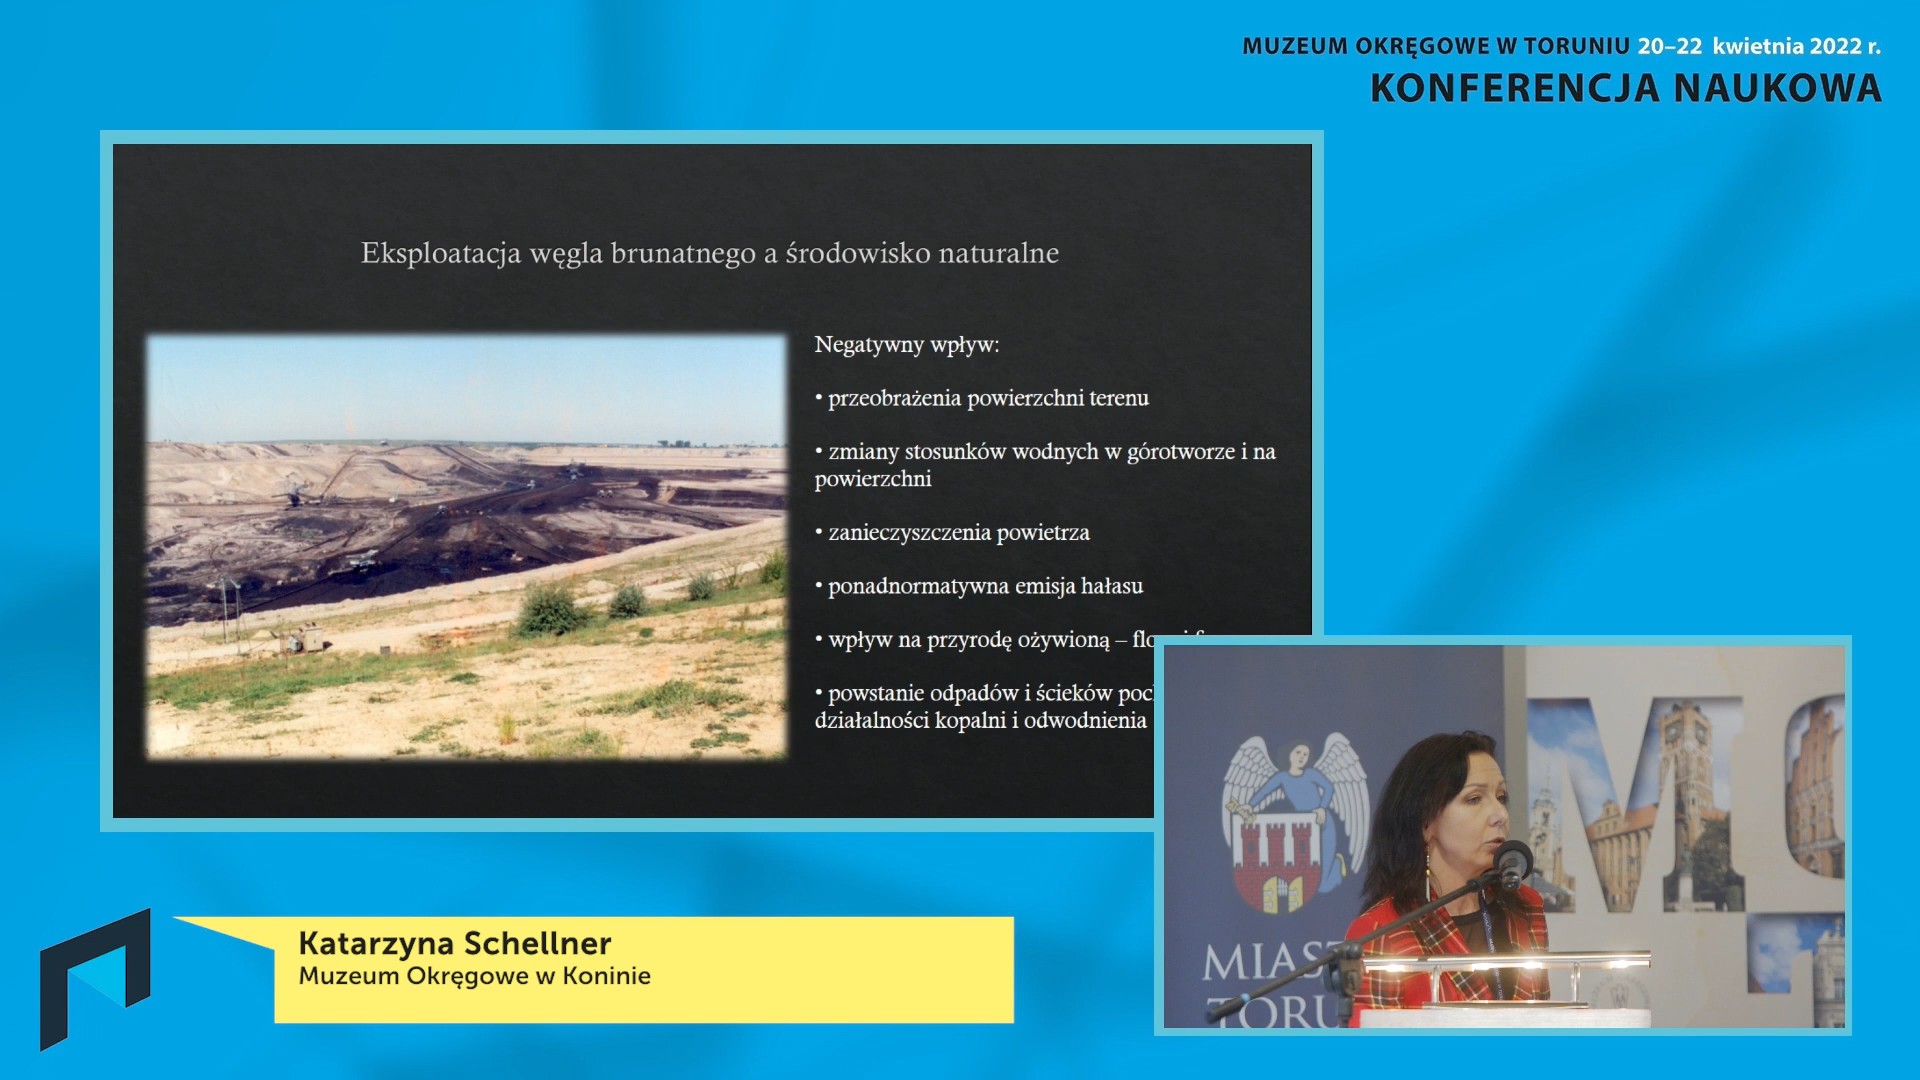 MUZEUM OKRĘGOWE W TORUNIU 20–22 kwietnia 2022 r.
KONFERENCJA NAUKOWA
Eksploatacja węgla brunatnego a środowisko naturalne
Negatywny wpływ:
• przeobrażenia powierzchni terenu
• zmiany stosunków wodnych w górotworze i na
powierzchni
• zanieczyszczenia powietrza
• ponadnormatywna emisja hałasu
• wpływ na przyrodę ożywioną –
• powstanie odpadów i ścieków
działalności kopalni i odwodnienia
Katarzyna Schellner
Muzeum Okręgowe w Koninie